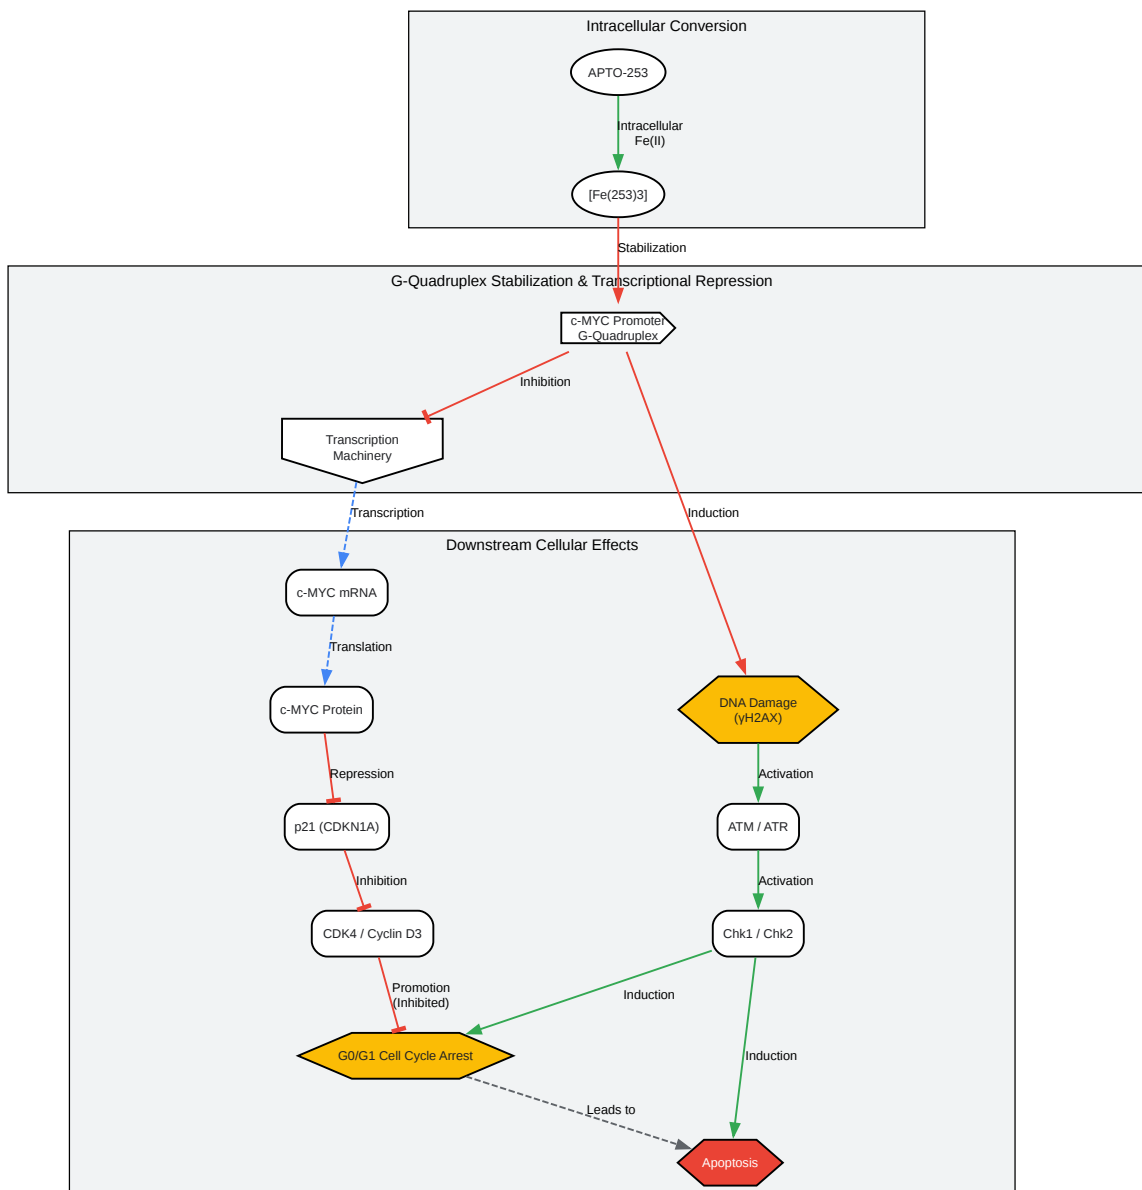 Intracellular Conversion
APTO-253
Intracellular
Fe(II)
[Fe(253)3]
Stabilization
G-Quadruplex Stabilization & Transcriptional Repression
c-MYC Promoter
G-Quadruplex
Inhibition
Transcription
Machinery
Transcription
Induction
Downstream Cellular Effects
c-MYC mRNA
Translation
c-MYC Protein
DNA Damage
(γH2AX)
Repression
Activation
p21 (CDKN1A)
ATM / ATR
Inhibition
Activation
CDK4 / Cyclin D3
Chk1 / Chk2
Promotion
(Inhibited)
Induction
G0/G1 Cell Cycle Arrest
Induction
Leads to
Apoptosis